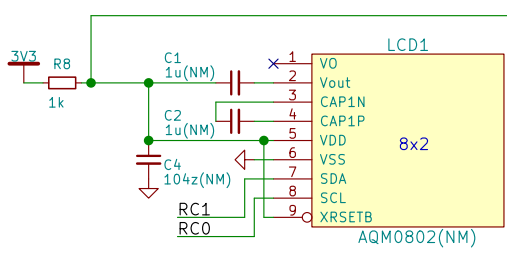 LCD1
3V3
R8
1k
C1
1u(NM)
C2
1u(NM)
C4
104z(NM)
RC1
RC0
1 VO
2 Vout
3 CAP1N
4 CAP1P
5 VDD
6 VSS
7 SDA
8 SCL
9 XRSETB
8x2
AQM0802(NM)